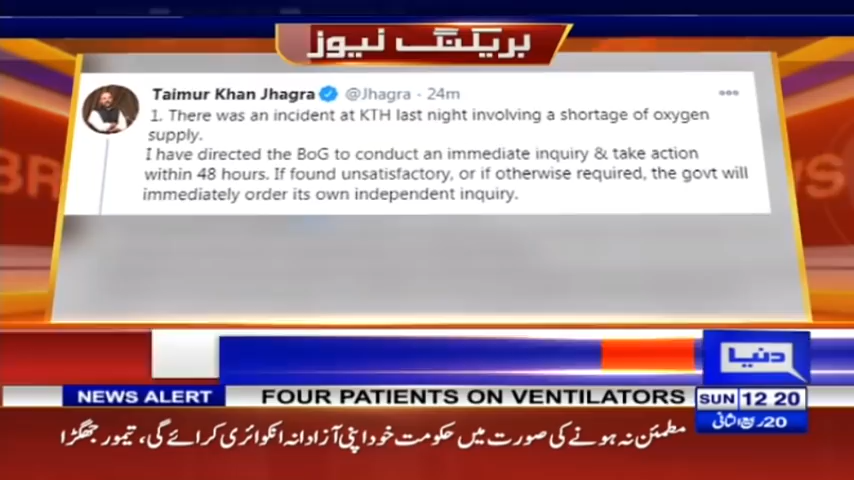 بریکنگ نیوز
Taimur Khan Jhagra @Jhagra · 24m
1. There was an incident at KTH last night involving a shortage of oxygen
supply.
I have directed the BoG to conduct an immediate inquiry & take action
within 48 hours. If found unsatisfactory, or if otherwise required, the govt will
immediately order its own independent inquiry.
دنیا
NEWS ALERT FOUR PATIENTS ON VENTILATORS SUN 12 20
20 ربیع الثانی
مطمئن نہ ہونے کی صورت میں حکومت خود اپنی آزادانہ انکوائری کرائے گی، تیمور جھگڑا